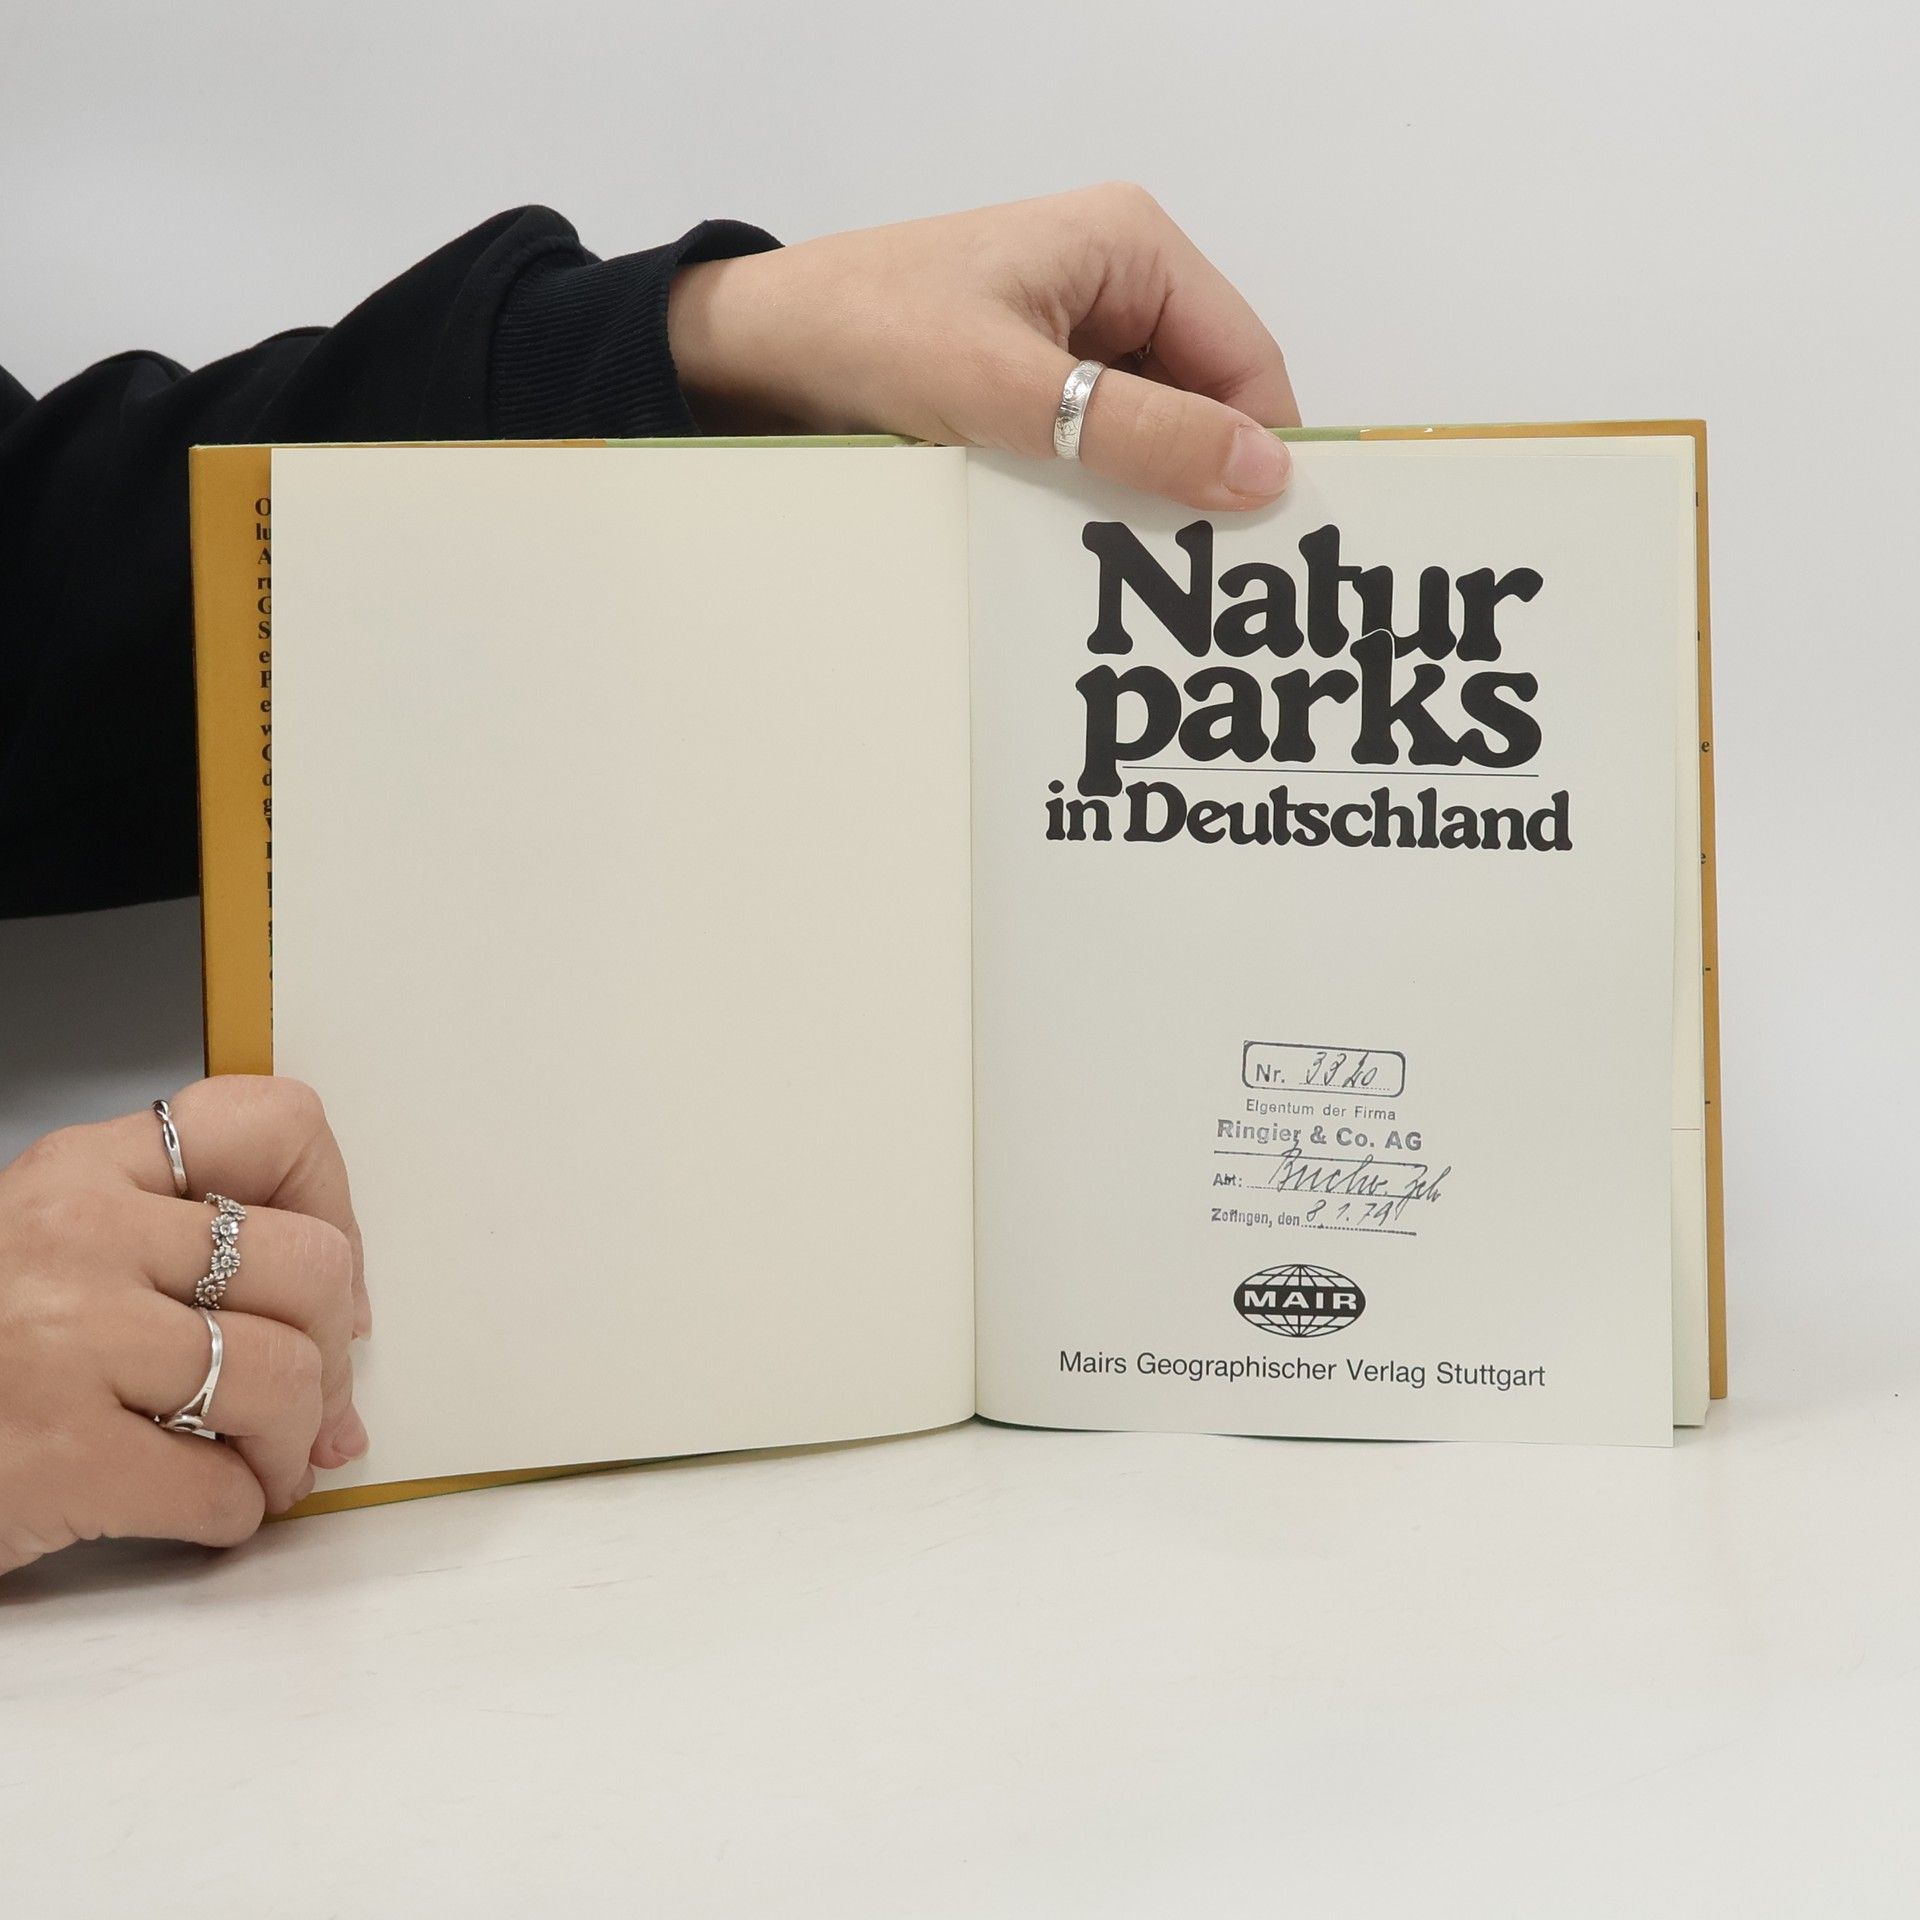 Natur
parks
in Deutschland
Nr. 3320
Eigentum der Firma
Ringier & Co. AG
Abt:
Zofingen, den 8.1.79
MAIR
Mairs Geographischer Verlag Stuttgart